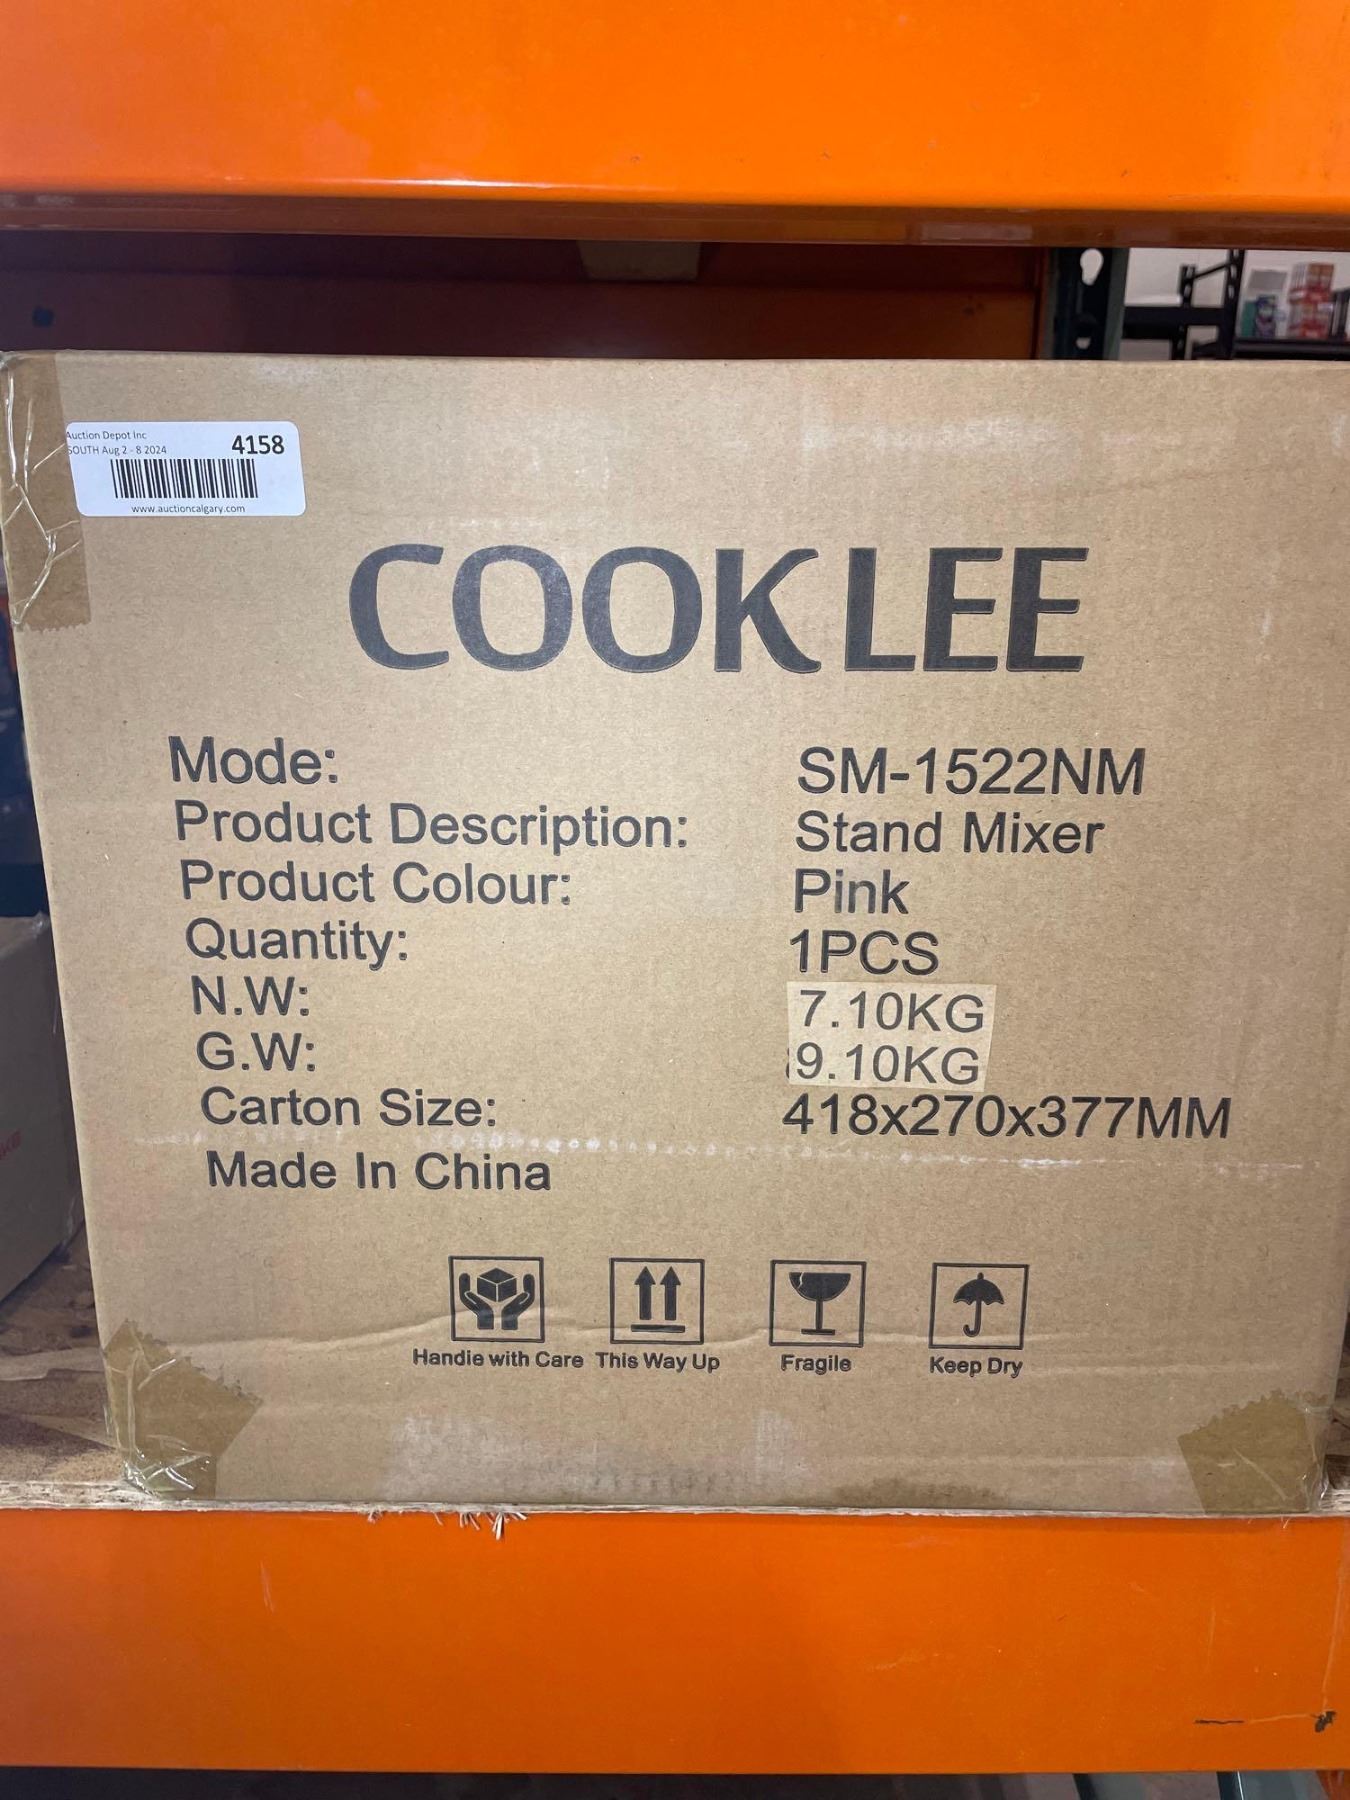 Auction Depot Inc
SOUTH Aug 2 - 8 2024
4158
www.auctioncalgary.com
COOKLEE
Mode: SM-1522NM
Product Description: Stand Mixer
Product Colour: Pink
Quantity: 1PCS
N.W: 7.10KG
G.W: 9.10KG
Carton Size: 418x270x377MM
Made In China
Handie with Care This Way Up Fragile Keep Dry